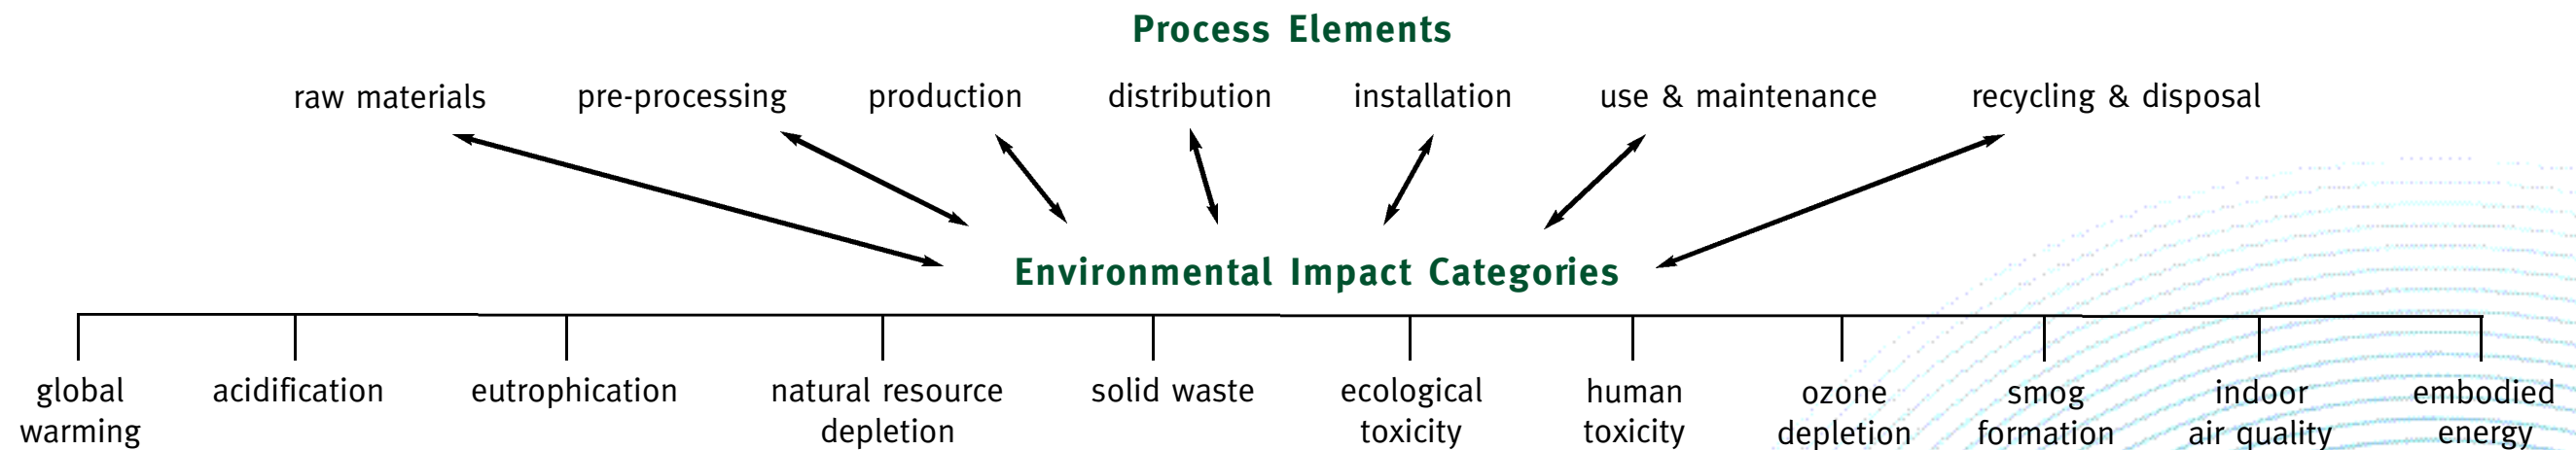 Process Elements
raw materials pre-processing production distribution installation use & maintenance recycling & disposal
Environmental Impact Categories
global warming
acidification
eutrophication
natural resource depletion
solid waste
ecological toxicity
human toxicity
ozone depletion
smog formation
indoor air quality
embodied energy